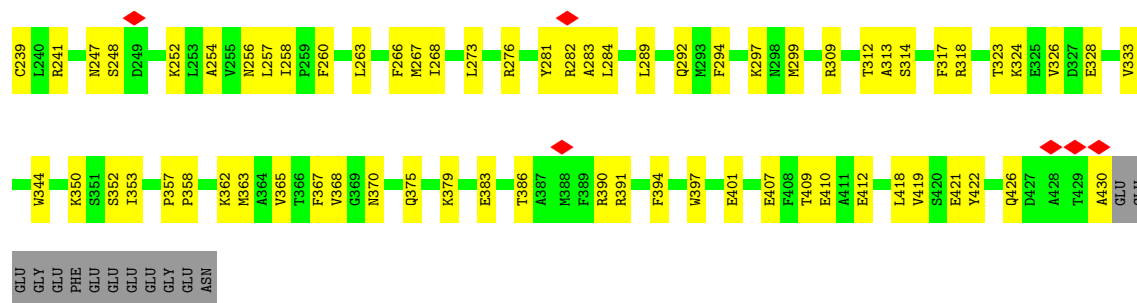 C239 L240 R241 N247 S248 D249 K252 L253 A254 V255 N256 L257 I258 P259 F260 L263 F266 M267 I268 L273 R276 Y281 R282 A283 L284 L289 Q292 M293 F294 K297 N298 M299 R309 T312 A313 S314 F317 R318 T323 K324 E325 V326 D327 E328 V333
W344 K350 S351 S352 I353 P357 P358 K362 M363 A364 V365 T366 F367 V368 G369 N370 Q375 K379 E383 T386 A387 M388 F389 R390 R391 F394 W397 E401 E407 F408 T409 E410 A411 E412 L418 V419 S420 E421 Y422 Q426 D427 A428 T429 A430 GLU GLU
GLU GLY GLU PHE GLU GLU GLU GLU GLY GLU ASN